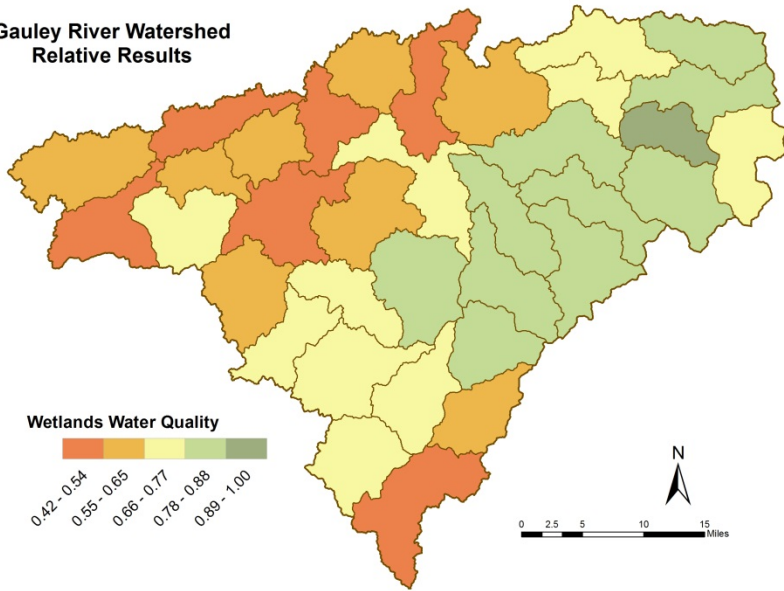 Gauley River Watershed
Relative Results
Wetlands Water Quality
0.42 - 0.54
0.55 - 0.65
0.66 - 0.77
0.78 - 0.88
0.89 - 1.00
N
0 2.5 5 10 15
Miles